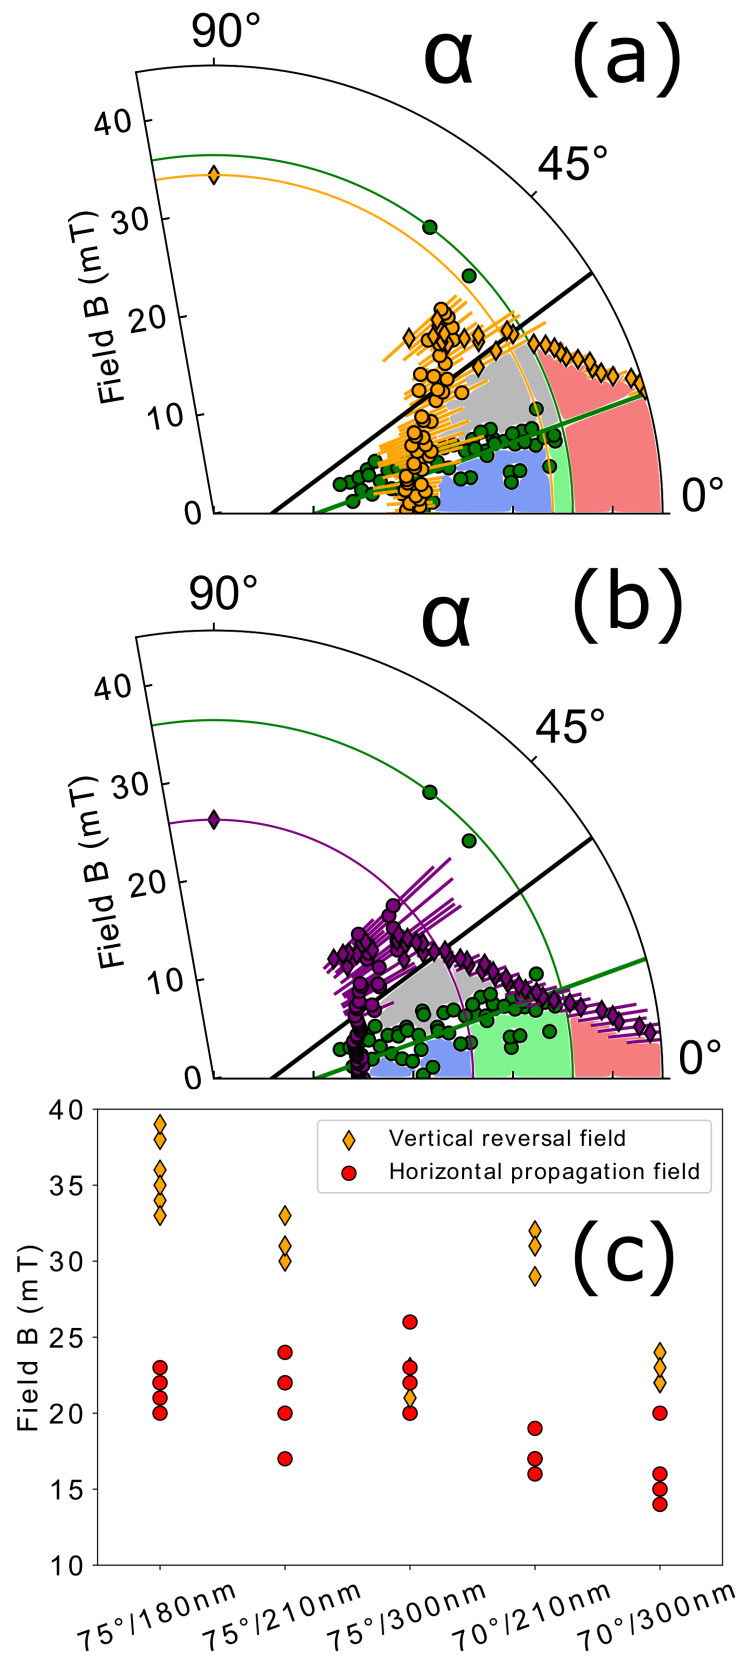 90°
α (a)
45°
40
30
20
10
0
Field B (mT)
0°
90°
α (b)
45°
40
30
20
10
0
Field B (mT)
0°
40
35
30
25
20
15
10
Field B (mT)
Vertical reversal field
Horizontal propagation field
(c)
75°/180nm
75°/210nm
75°/300nm
70°/210nm
70°/300nm